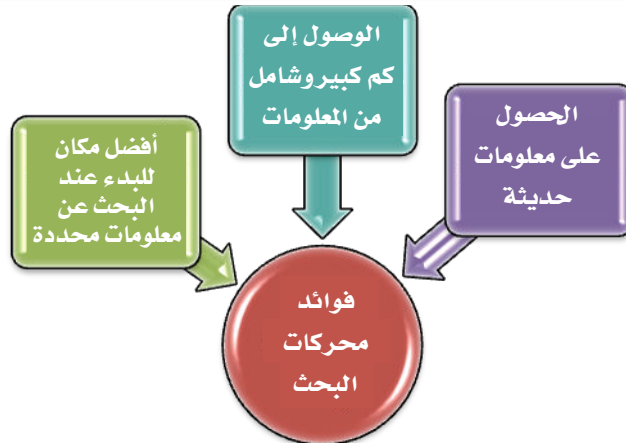 الوصول إلى
كم كبير وشامل
من المعلومات
الحصول
على معلومات
حديثة
أفضل مكان
للبدء عند
البحث عن
معلومات محددة
فوائد
محركات
البحث